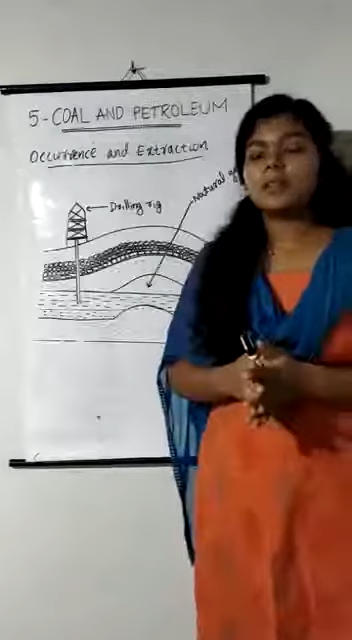 5-COAL AND PETROLEUM
Occurrence and Extraction
Drilling rig
Natural